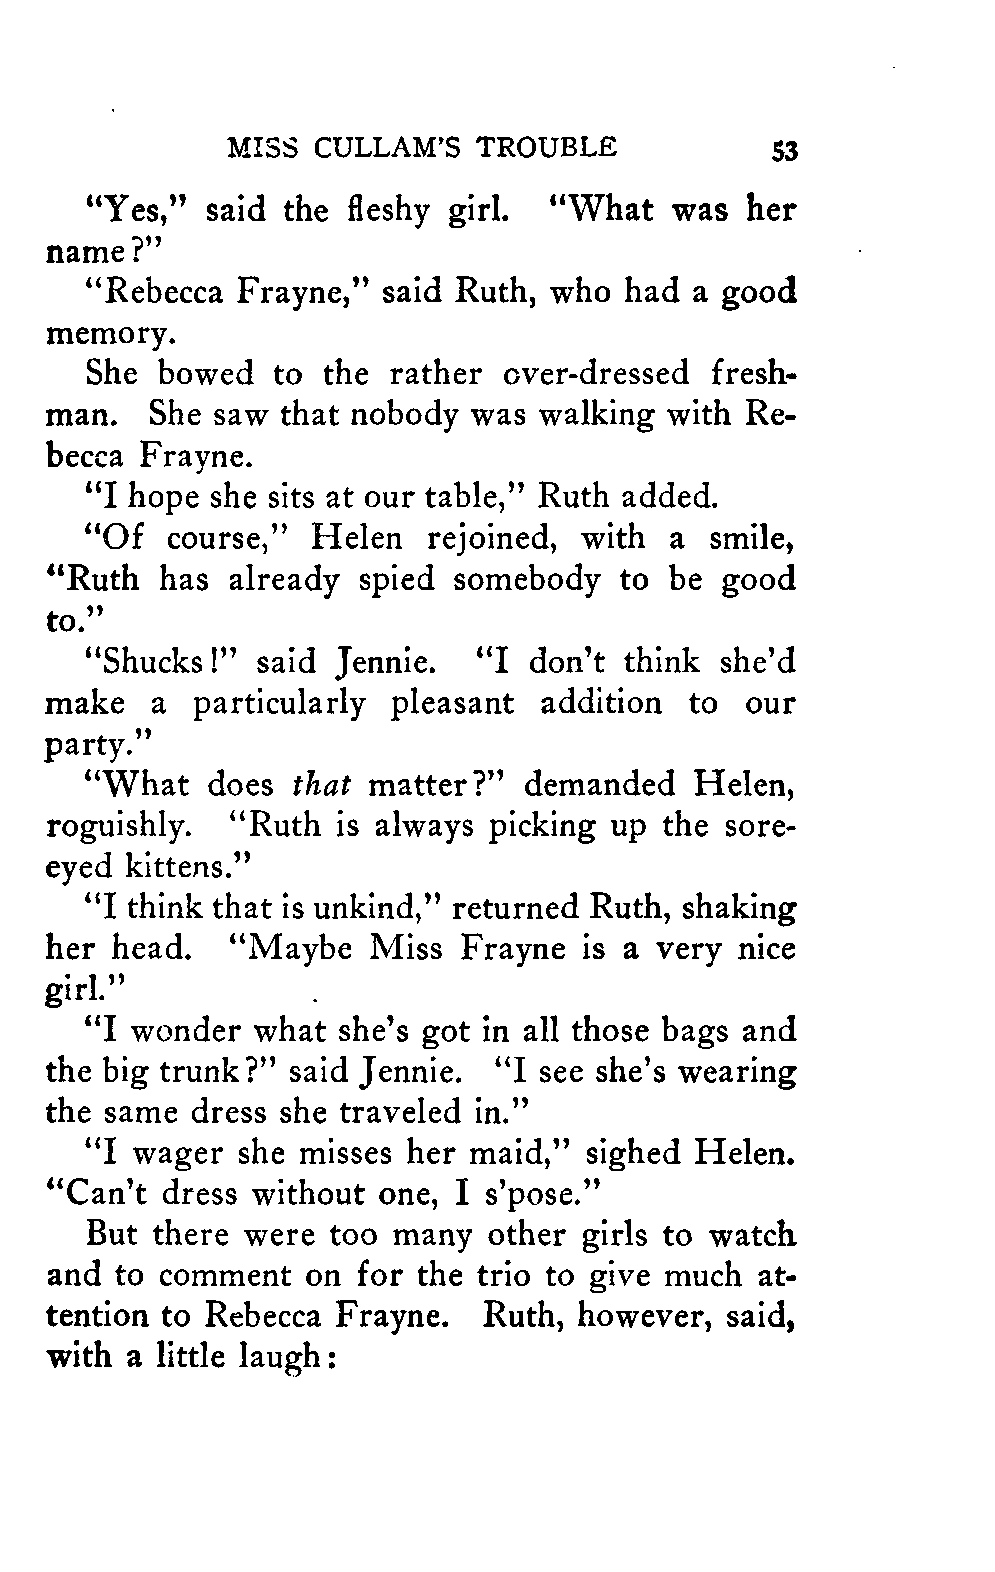 MISS CULLAM'S TROUBLE 53
"Yes," said the fleshy girl. "What was her
name?"
"Rebecca Frayne," said Ruth, who had a good
memory.
She bowed to the rather over-dressed fresh-
man. She saw that nobody was walking with Re-
becca Frayne.
"I hope she sits at our table," Ruth added.
"Of course," Helen rejoined, with a smile,
"Ruth has already spied somebody to be good
to."
"Shucks!" said Jennie. "I don't think she'd
make a particularly pleasant addition to our
party."
"What does that matter?" demanded Helen,
roguishly. "Ruth is always picking up the sore-
eyed kittens."
"I think that is unkind," returned Ruth, shaking
her head. "Maybe Miss Frayne is a very nice
girl."
"I wonder what she's got in all those bags and
the big trunk?" said Jennie. "I see she's wearing
the same dress she traveled in."
"I wager she misses her maid," sighed Helen.
"Can't dress without one, I s'pose."
But there were too many other girls to watch
and to comment on for the trio to give much at-
tention to Rebecca Frayne. Ruth, however, said,
with a little laugh: